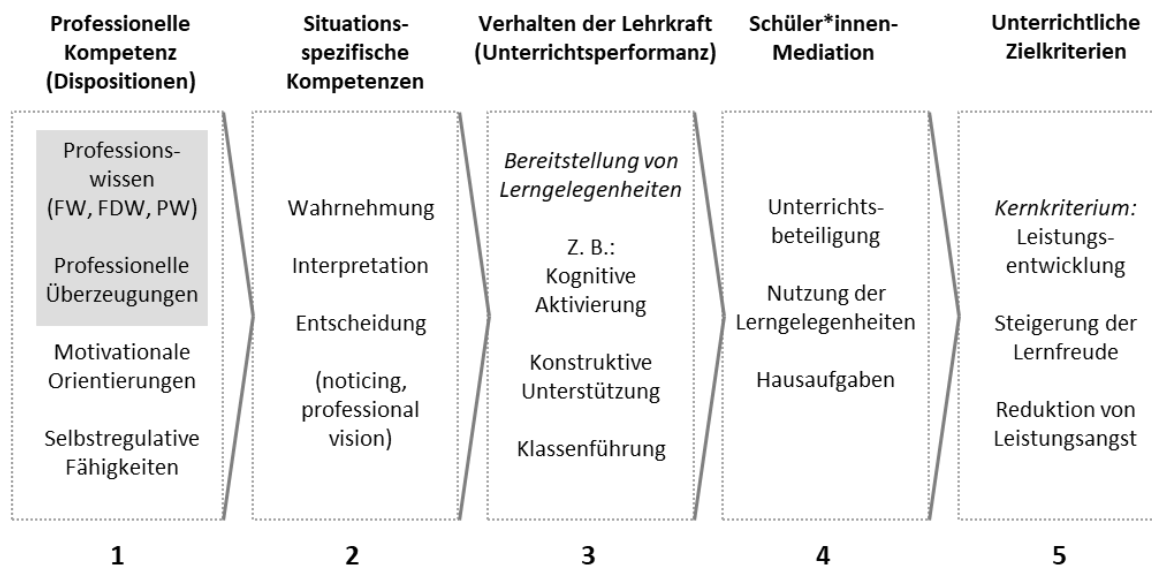 Professionelle
Kompetenz
(Dispositionen)
Situations-
spezifische
Kompetenzen
Verhalten der Lehrkraft
(Unterrichtsperformanz)
Schüler*innen-
Mediation
Unterrichtliche
Zielkriterien
Professions-
wissen
(FW, FDW, PW)
Professionelle
Überzeugungen
Motivationale
Orientierungen
Selbstregulative
Fähigkeiten
Wahrnehmung
Interpretation
Entscheidung
(noticing,
professional
vision)
Bereitstellung von
Lerngelegenheiten
Z. B.:
Kognitive
Aktivierung
Konstruktive
Unterstützung
Klassenführung
Unterrichts-
beteiligung
Nutzung der
Lerngelegenheiten
Hausaufgaben
Kernkriterium:
Leistungs-
entwicklung
Steigerung der
Lernfreude
Reduktion von
Leistungsangst
1
2
3
4
5